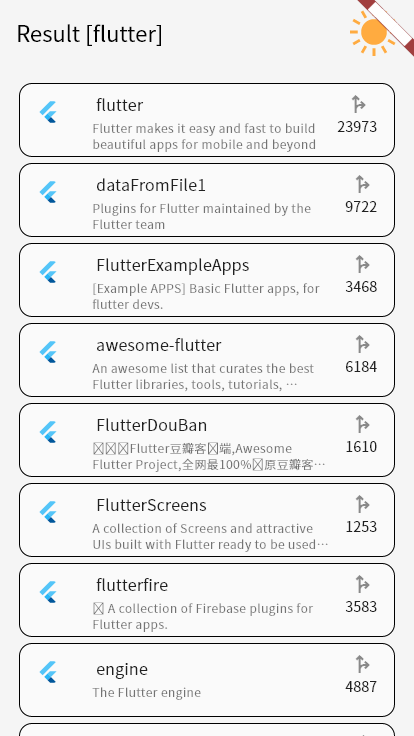 Result [flutter]
flutter
Flutter makes it easy and fast to build
beautiful apps for mobile and beyond
23973
dataFromFile1
Plugins for Flutter maintained by the
Flutter team
9722
FlutterExampleApps
[Example APPS] Basic Flutter apps, for
flutter devs.
3468
awesome-flutter
An awesome list that curates the best
Flutter libraries, tools, tutorials, …
6184
FlutterDouBan
Flutter豆瓣客端,Awesome
Flutter Project,全网最100%原豆瓣客…
1610
FlutterScreens
A collection of Screens and attractive
UIs built with Flutter ready to be used…
1253
flutterfire
A collection of Firebase plugins for
Flutter apps.
3583
engine
The Flutter engine
4887